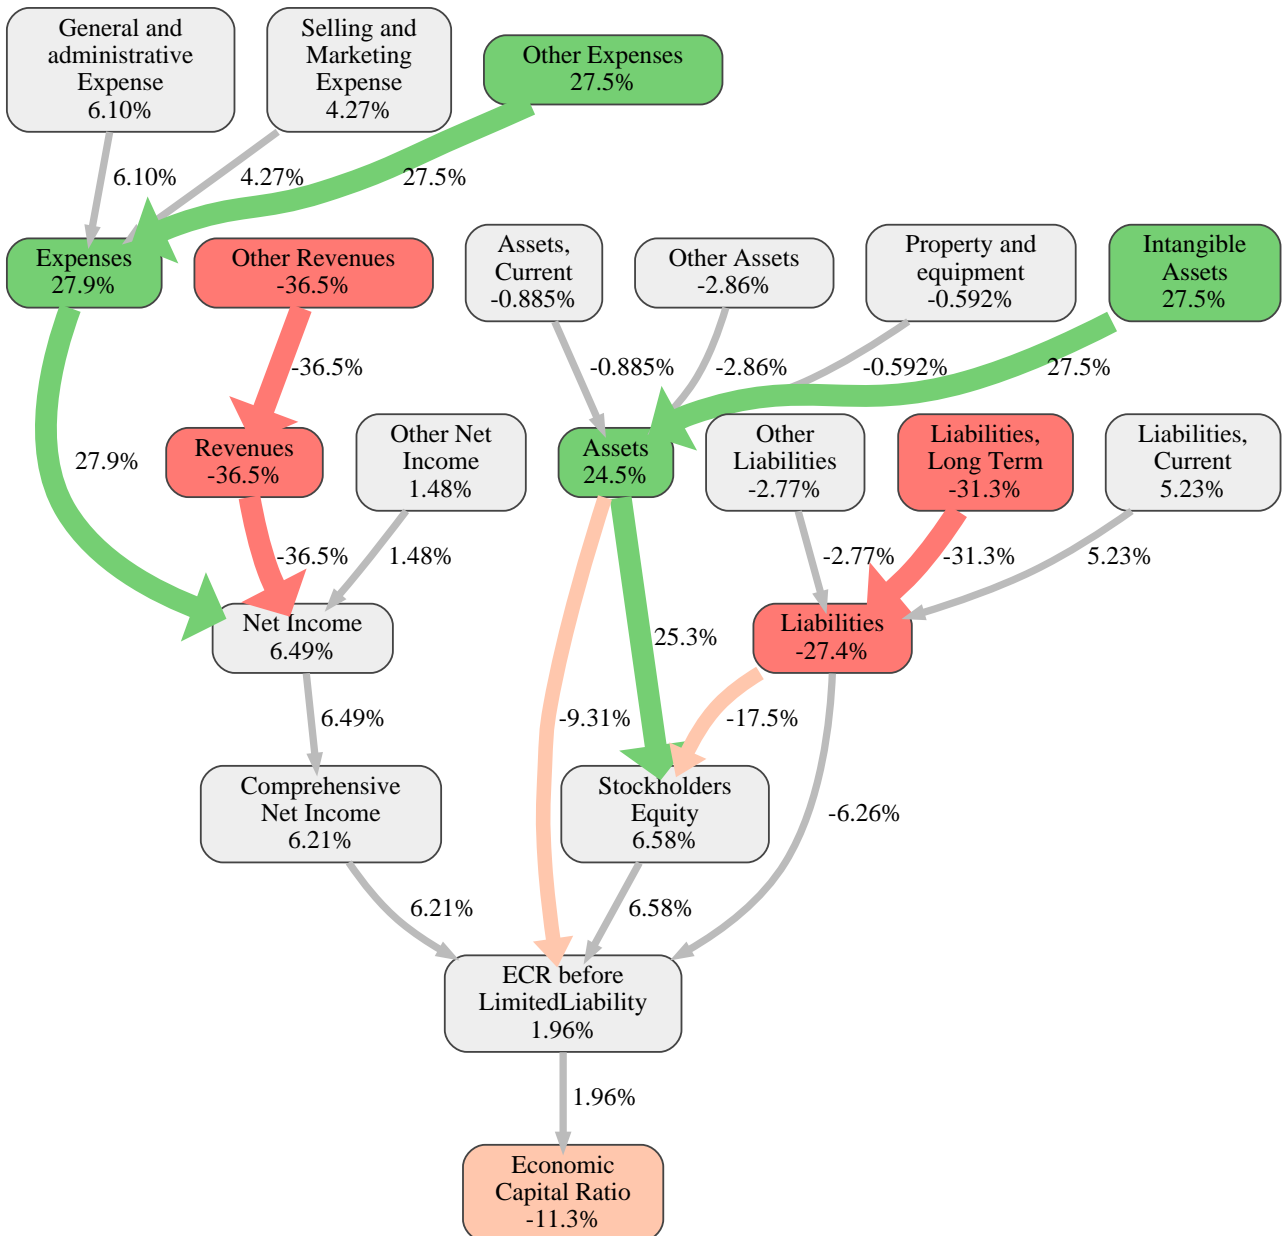 General and
administrative
Expense
6.10%
Selling and
Marketing
Expense
4.27%
Other Expenses
27.5%
6.10%
4.27%
27.5%
Expenses
27.9%
Other Revenues
-36.5%
Assets,
Current
-0.885%
Other Assets
-2.86%
Property and
equipment
-0.592%
Intangible
Assets
27.5%
-36.5%
-0.885%
-2.86%
-0.592%
27.5%
27.9%
Revenues
-36.5%
Other Net
Income
1.48%
Assets
24.5%
Other
Liabilities
-2.77%
Liabilities,
Long Term
-31.3%
Liabilities,
Current
5.23%
-36.5%
1.48%
-2.77%
-31.3%
5.23%
Net Income
6.49%
25.3%
Liabilities
-27.4%
6.49%
-9.31%
-17.5%
Comprehensive
Net Income
6.21%
Stockholders
Equity
6.58%
-6.26%
6.21%
6.58%
ECR before
LimitedLiability
1.96%
1.96%
Economic
Capital Ratio
-11.3%